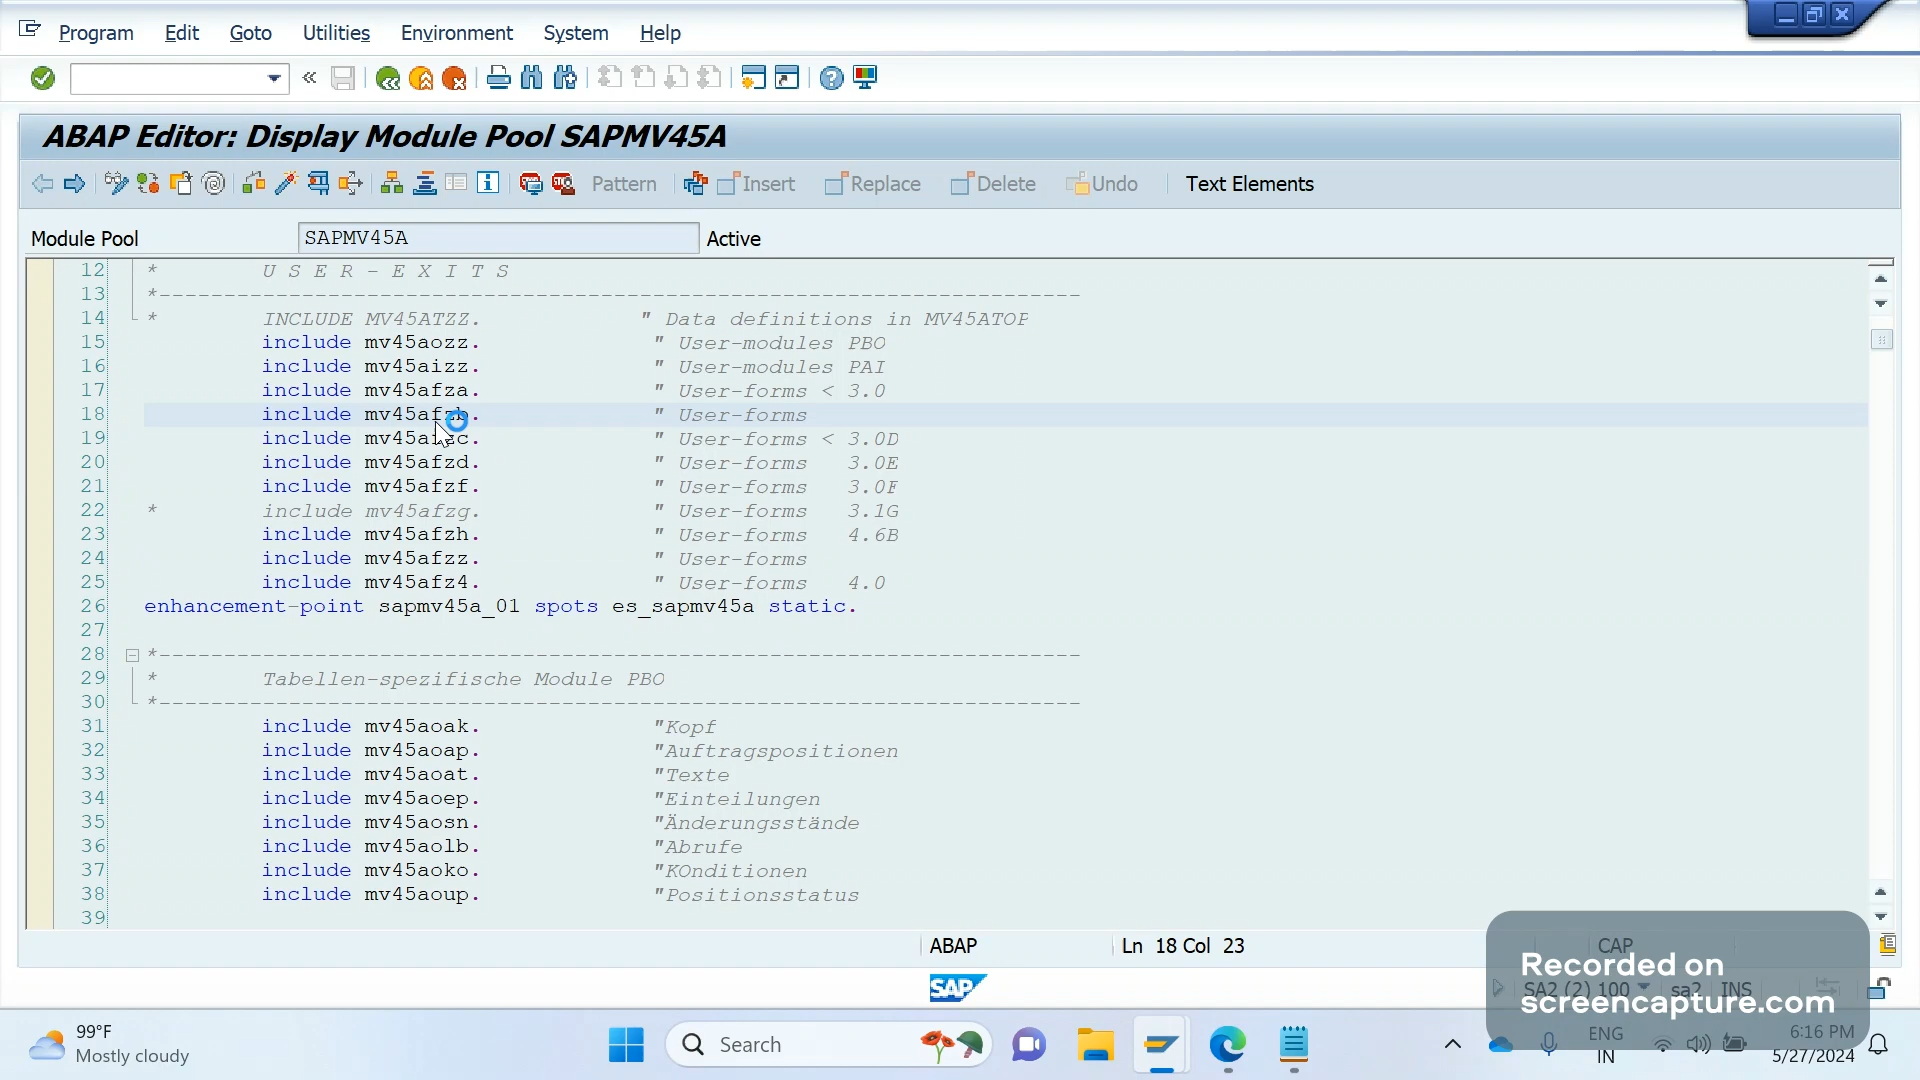 Program Edit Goto Utilities Environment System Help
ABAP Editor: Display Module Pool SAPMV45A
Pattern Insert Replace Delete Undo Text Elements
Module Pool SAPMV45A Active
12 * U S E R - E X I T S
13 *-----------------------------------------------------------------------
14 * INCLUDE MV45ATZZ. " Data definitions in MV45ATOP
15 include mv45aozz. " User-modules PBO
16 include mv45aizz. " User-modules PAI
17 include mv45afza. " User-forms < 3.0
18 include mv45afzb. " User-forms
19 include mv45afzc. " User-forms < 3.0D
20 include mv45afzd. " User-forms 3.0E
21 include mv45afzf. " User-forms 3.0F
22 * include mv45afzg. " User-forms 3.1G
23 include mv45afzh. " User-forms 4.6B
24 include mv45afzz. " User-forms
25 include mv45afz4. " User-forms 4.0
26 enhancement-point sapmv45a_01 spots es_sapmv45a static.
27
28 *-----------------------------------------------------------------------
29 * Tabellen-spezifische Module PBO
30 *-----------------------------------------------------------------------
31 include mv45aoak. "Kopf
32 include mv45aoap. "Auftragspositionen
33 include mv45aoat. "Texte
34 include mv45aoep. "Einteilungen
35 include mv45aosn. "Änderungsstände
36 include mv45aolb. "Abrufe
37 include mv45aoko. "KOnditionen
38 include mv45aoup. "Positionsstatus
39
ABAP Ln 18 Col 23 CAP
SAP SA2 (2) 100 sa2 INS
Recorded on
screencapture.com
99°F
Mostly cloudy
Search
ENG
IN
6:16 PM
5/27/2024